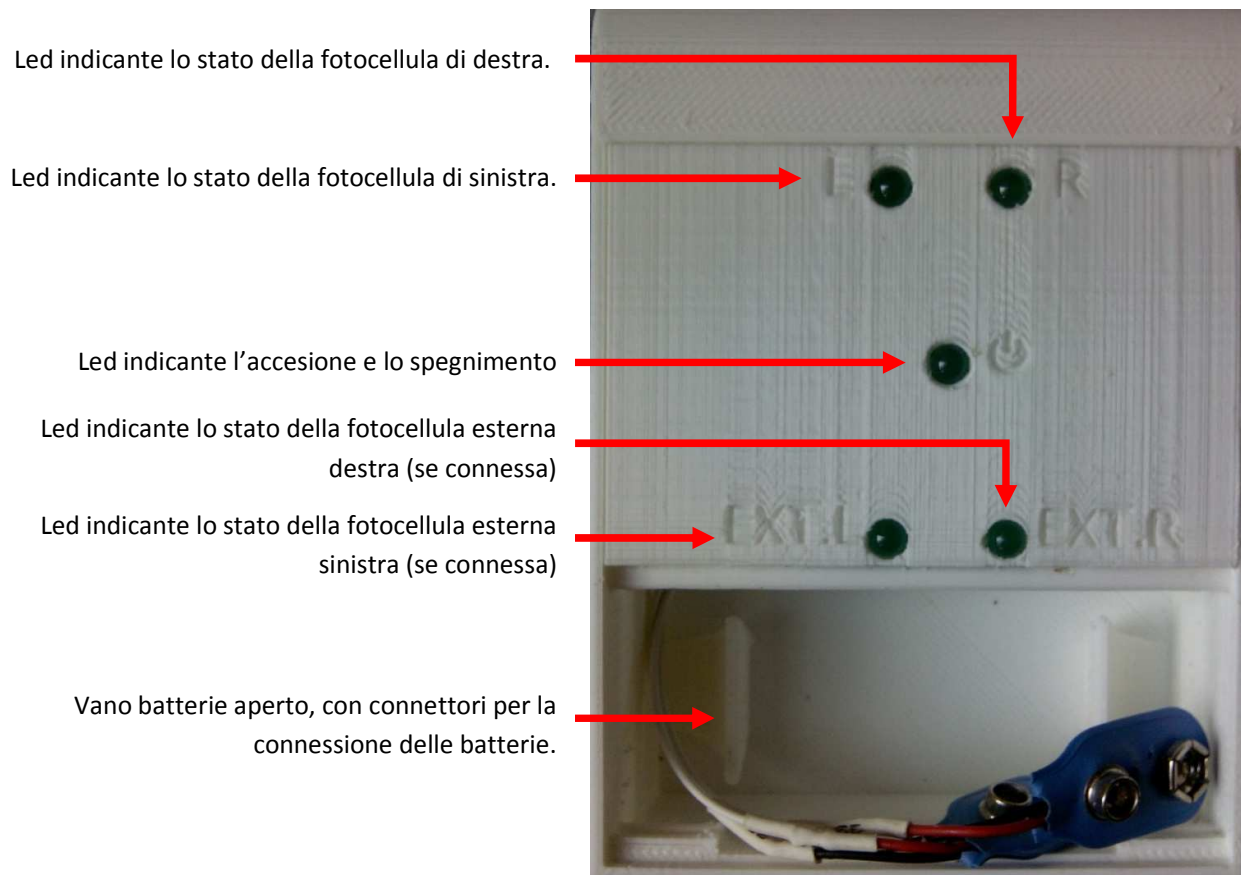 Led indicante lo stato della fotocellula di destra.
Led indicante lo stato della fotocellula di sinistra.
L
R
Led indicante l’accesione e lo spegnimento
Led indicante lo stato della fotocellula esterna
destra (se connessa)
Led indicante lo stato della fotocellula esterna
sinistra (se connessa)
EXT.L
EXT.R
Vano batterie aperto, con connettori per la
connessione delle batterie.